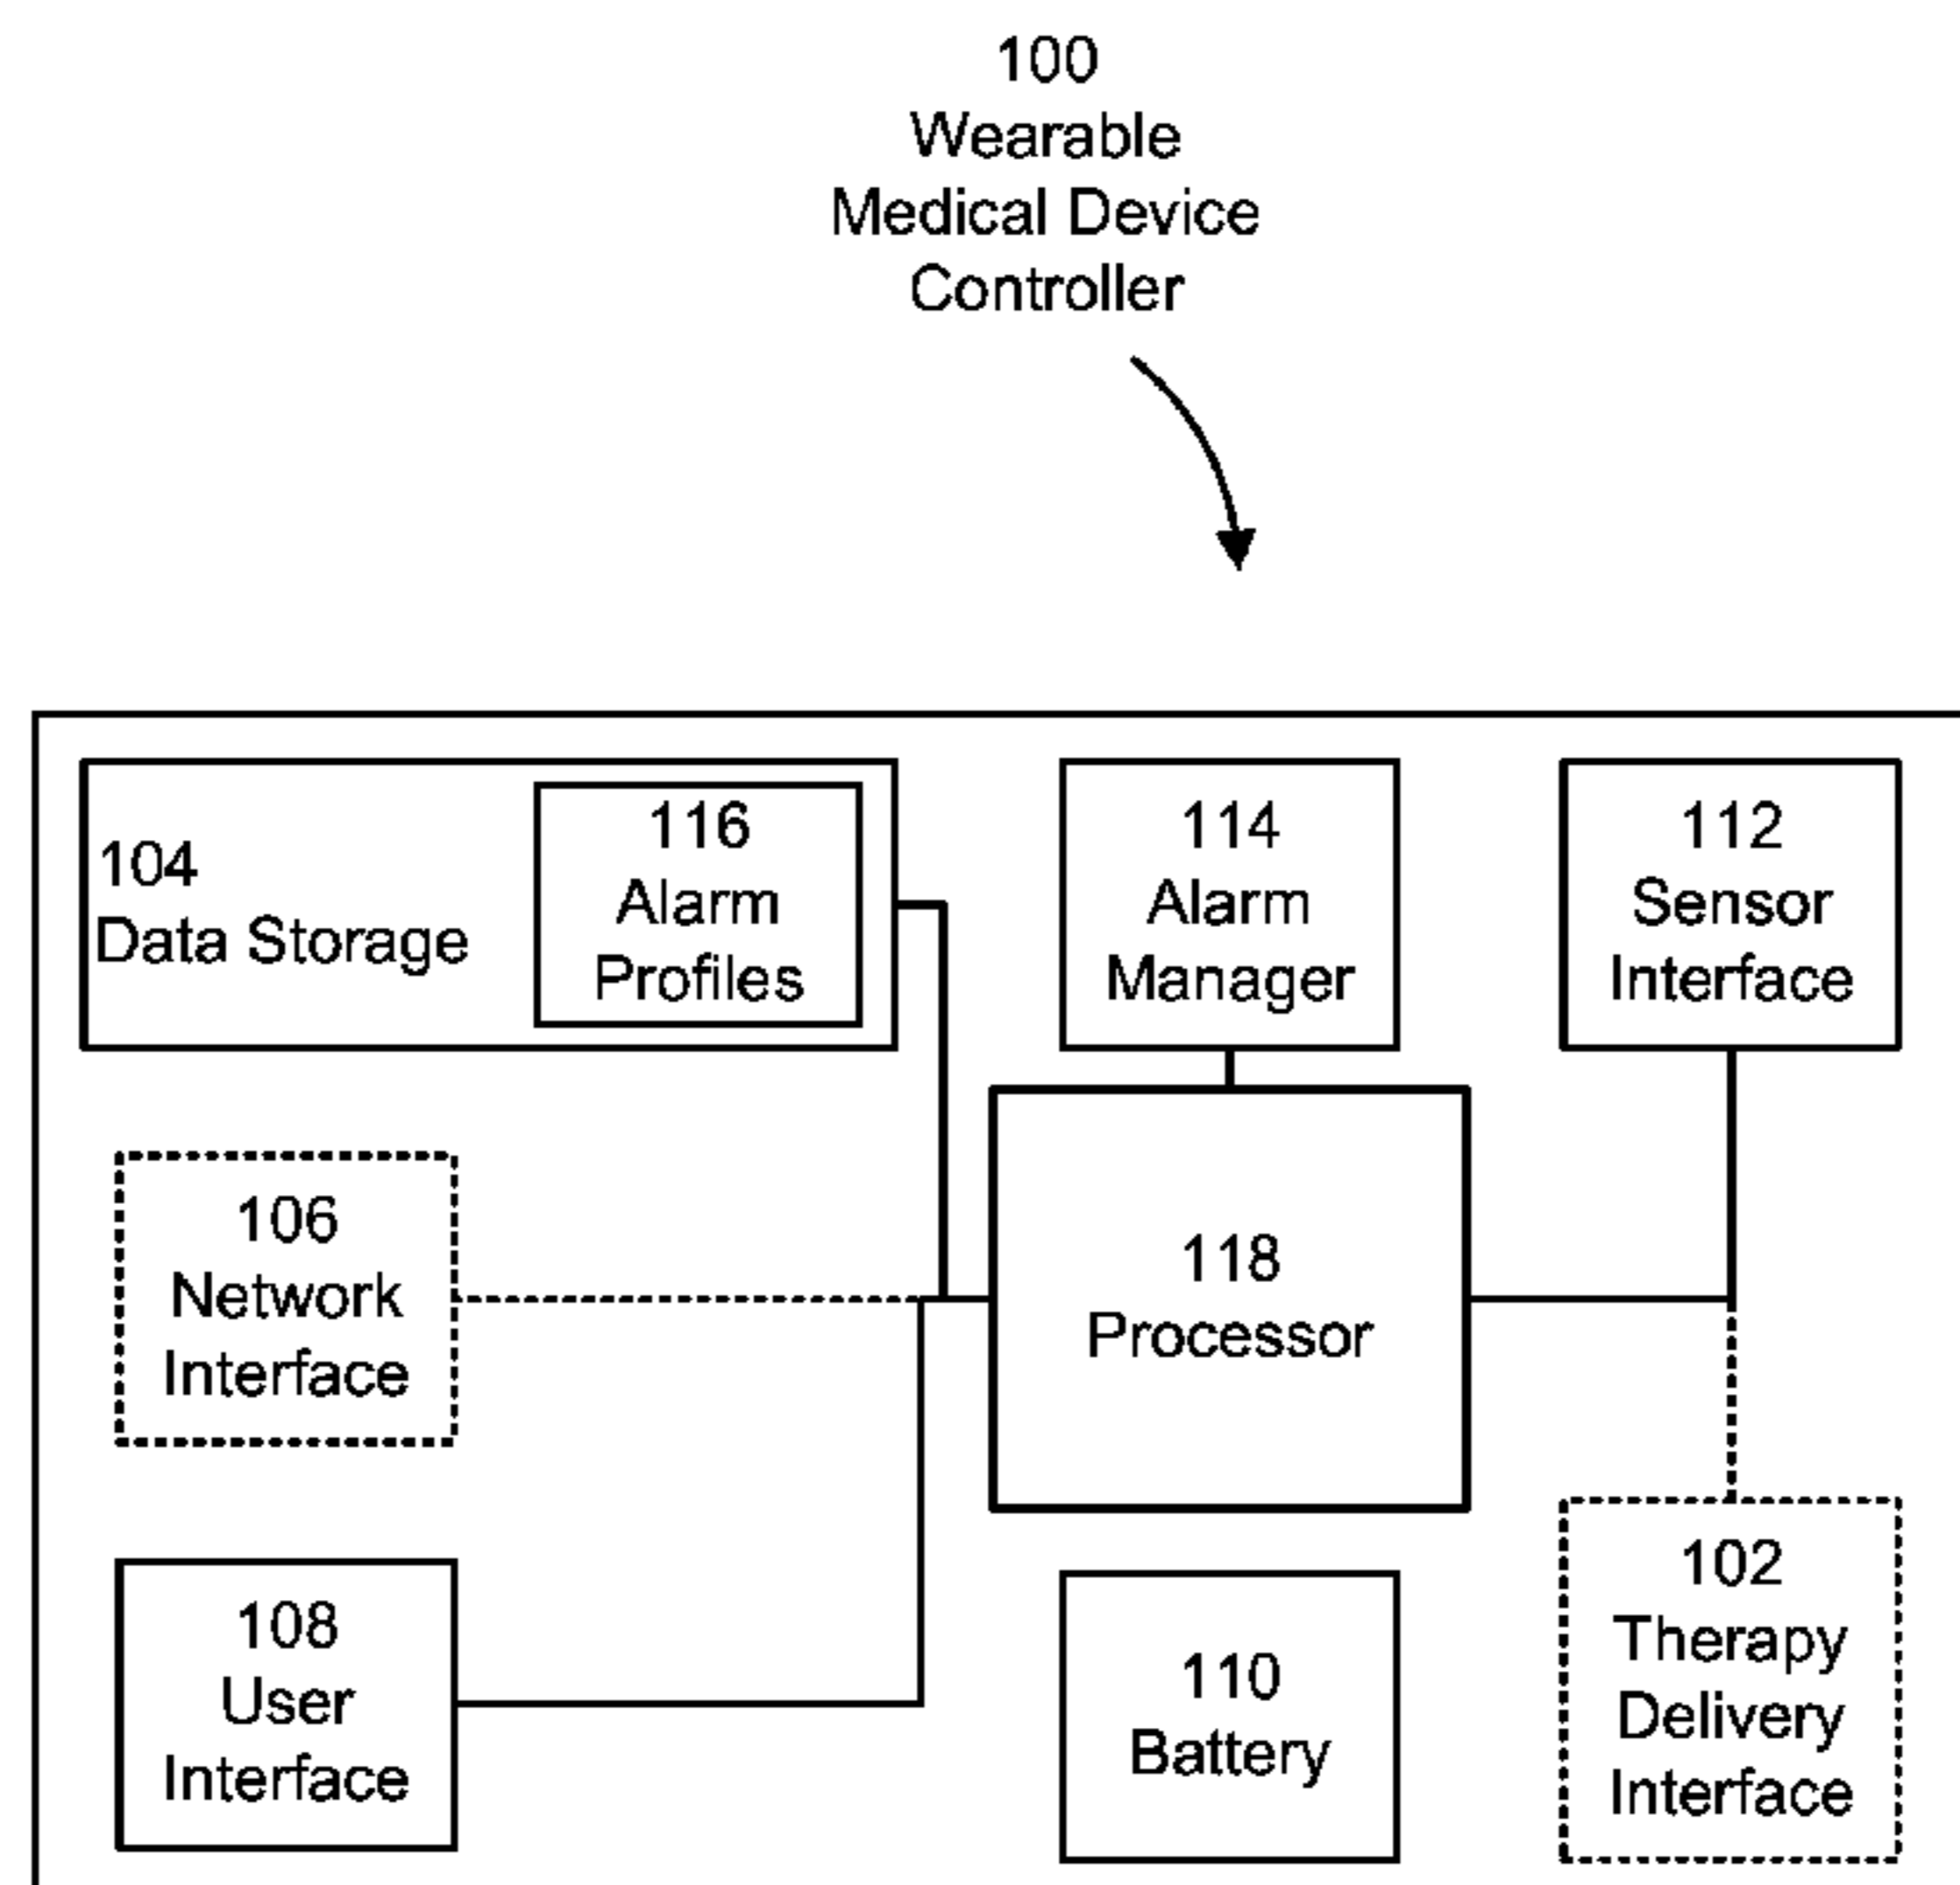 100
Wearable
Medical Device
Controller
104
Data Storage
116
Alarm
Profiles
114
Alarm
Manager
112
Sensor
Interface
106
Network
Interface
118
Processor
108
User
Interface
110
Battery
102
Therapy
Delivery
Interface